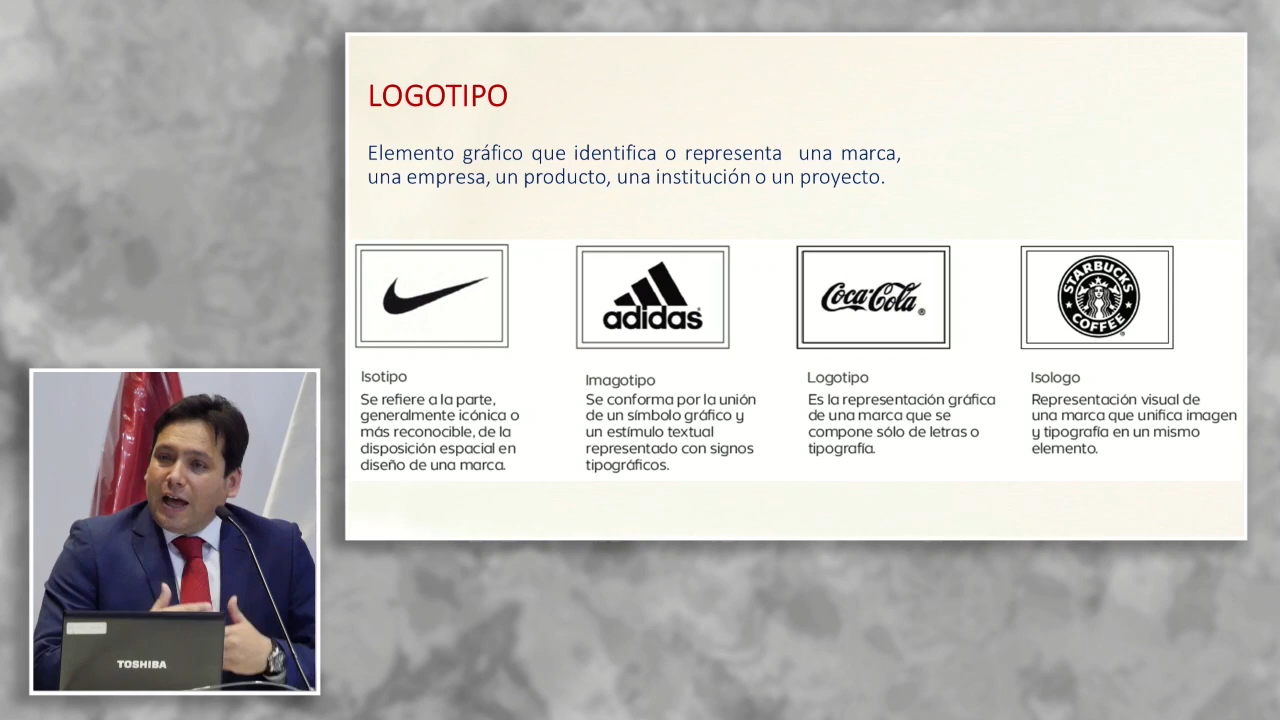 LOGOTIPO
Elemento gráfico que identifica o representa una marca,
una empresa, un producto, una institución o un proyecto.
adidas
Coca-Cola®
STARBUCKS
COFFEE
Isotipo
Se refiere a la parte,
generalmente icónica o
más reconocible, de la
disposición espacial en
diseño de una marca.
Imagotipo
Se conforma por la unión
de un símbolo gráfico y
un estímulo textual
representado con signos
tipográficos.
Logotipo
Es la representación gráfica
de una marca que se
compone sólo de letras o
tipografía.
Isologo
Representación visual de
una marca que unifica imagen
y tipografía en un mismo
elemento.
TOSHIBA